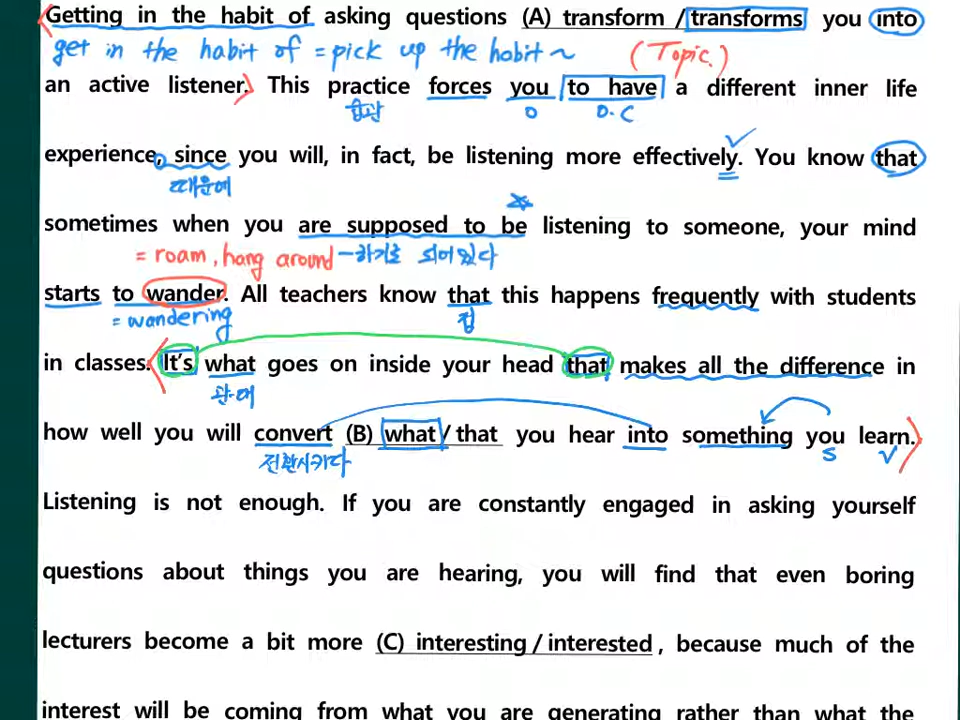 Getting in the habit of asking questions (A) transform / transforms you into
get in the habit of = pick up the habit ~
(Topic.)
an active listener. This practice forces you to have a different inner life
습관
O
O·C
experience, since you will, in fact, be listening more effectively. You know that
때문에
sometimes when you are supposed to be listening to someone, your mind
= roam, hang around
-하기로 되어있다
starts to wander. All teachers know that this happens frequently with students
= wandering
접
in classes. It's what goes on inside your head that makes all the difference in
관·대
how well you will convert (B) what / that you hear into something you learn.
전환시키다
S
V
Listening is not enough. If you are constantly engaged in asking yourself
questions about things you are hearing, you will find that even boring
lecturers become a bit more (C) interesting / interested , because much of the
interest will be coming from what you are generating rather than what the